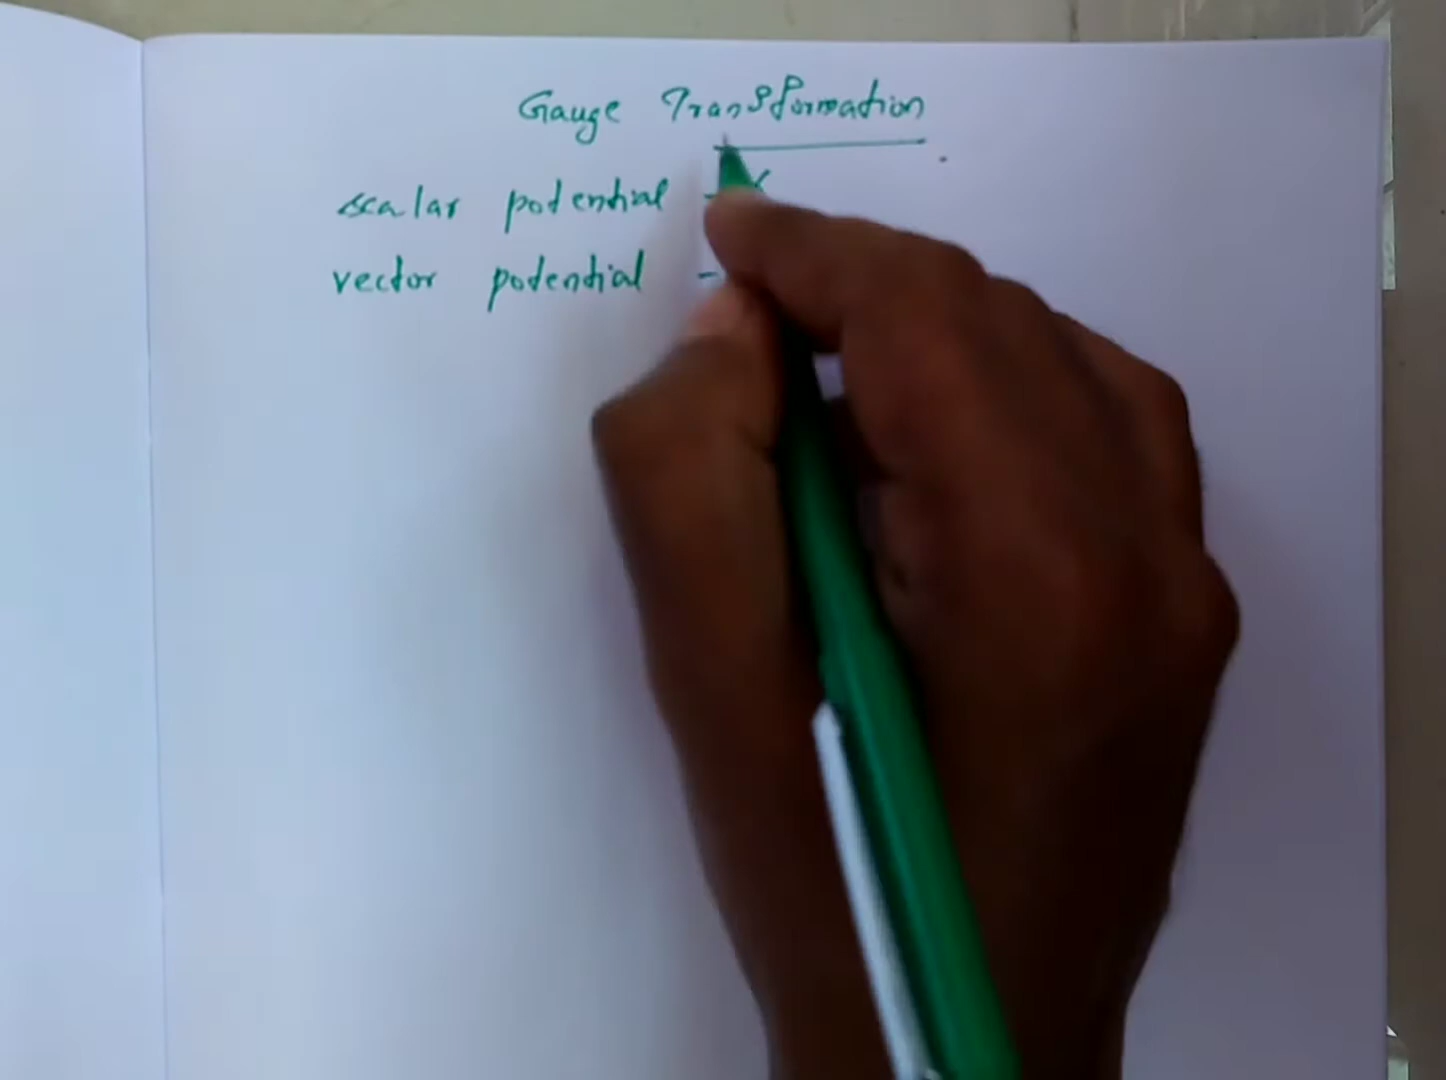 Gauge Transformation
scalar potential -
vector potential -